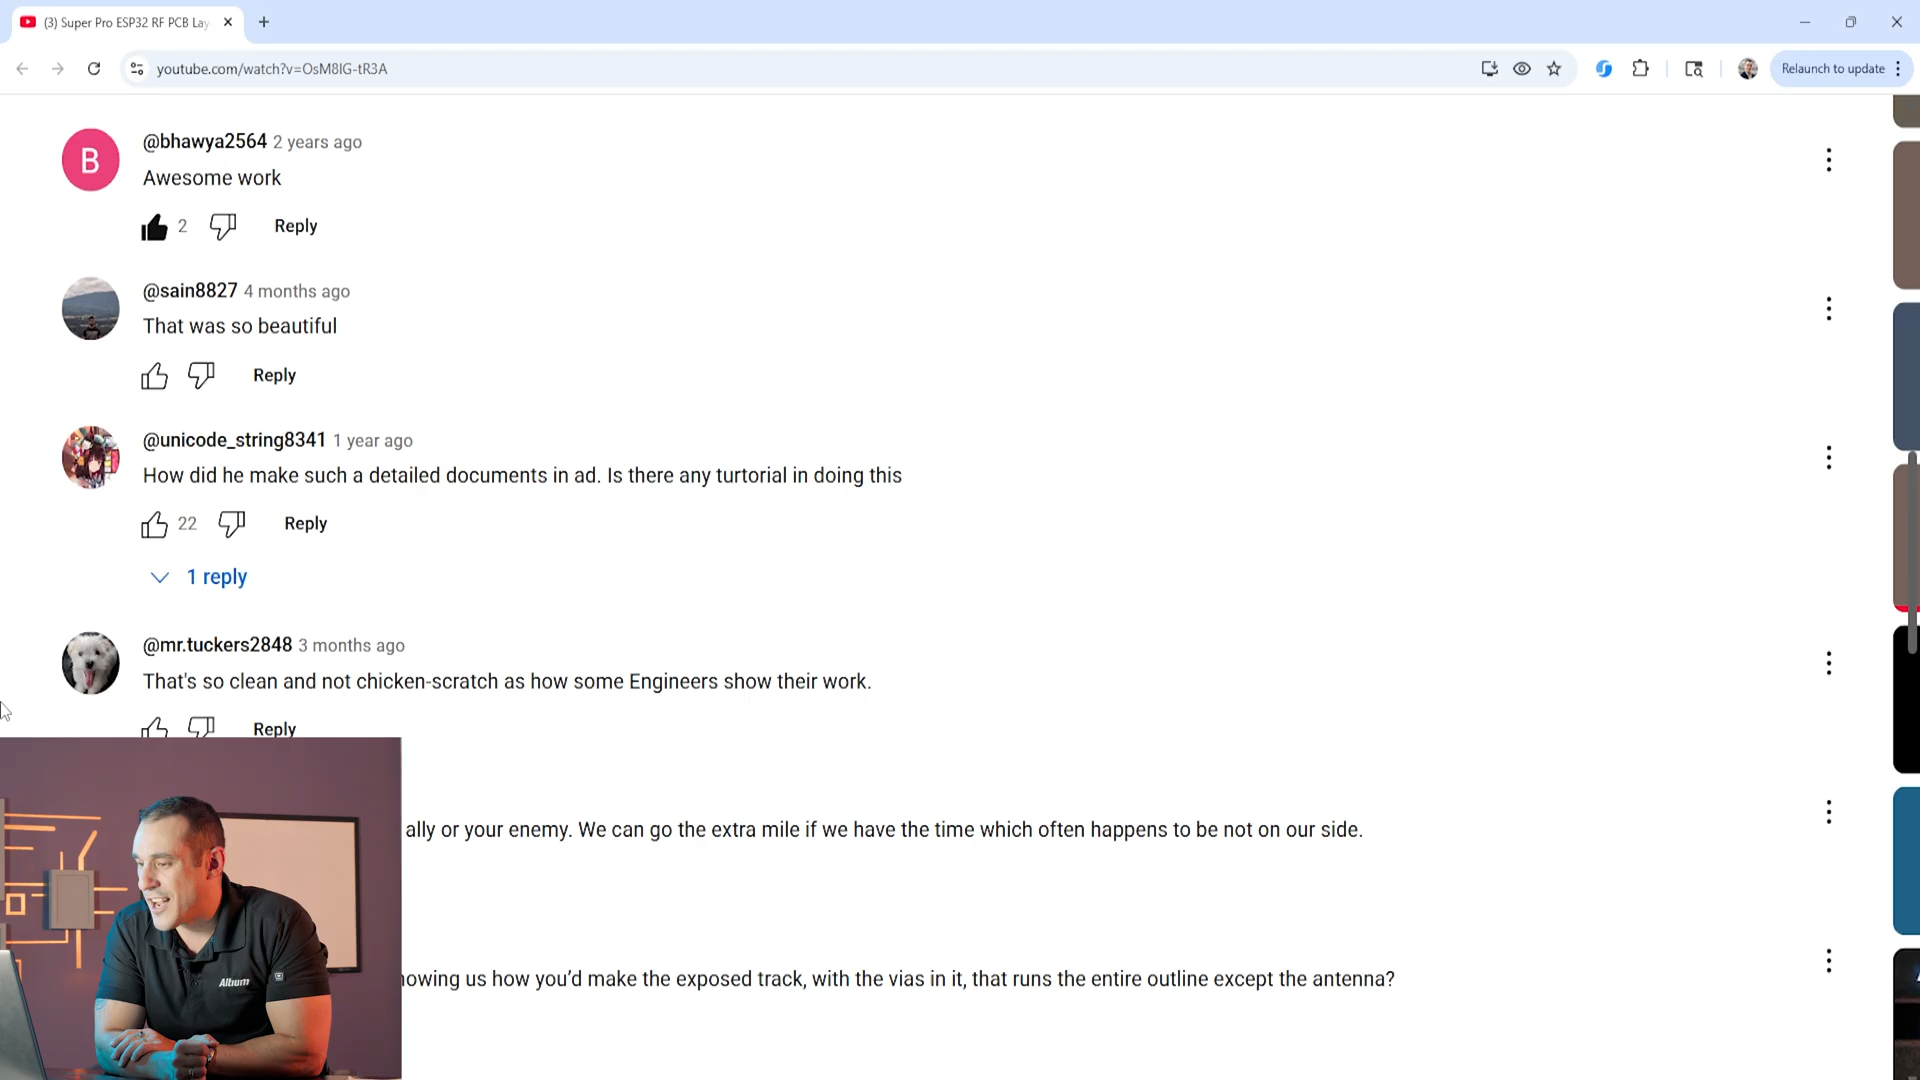 (3) Super Pro ESP32 RF PCB Lay
youtube.com/watch?v=OsM8lG-tR3A
Relaunch to update
B
@bhawya2564 2 years ago
Awesome work
2 Reply
@sain8827 4 months ago
That was so beautiful
Reply
@unicode_string8341 1 year ago
How did he make such a detailed documents in ad. Is there any turtorial in doing this
22 Reply
1 reply
@mr.tuckers2848 3 months ago
That's so clean and not chicken-scratch as how some Engineers show their work.
Reply
ally or your enemy. We can go the extra mile if we have the time which often happens to be not on our side.
howing us how you’d make the exposed track, with the vias in it, that runs the entire outline except the antenna?
Altium